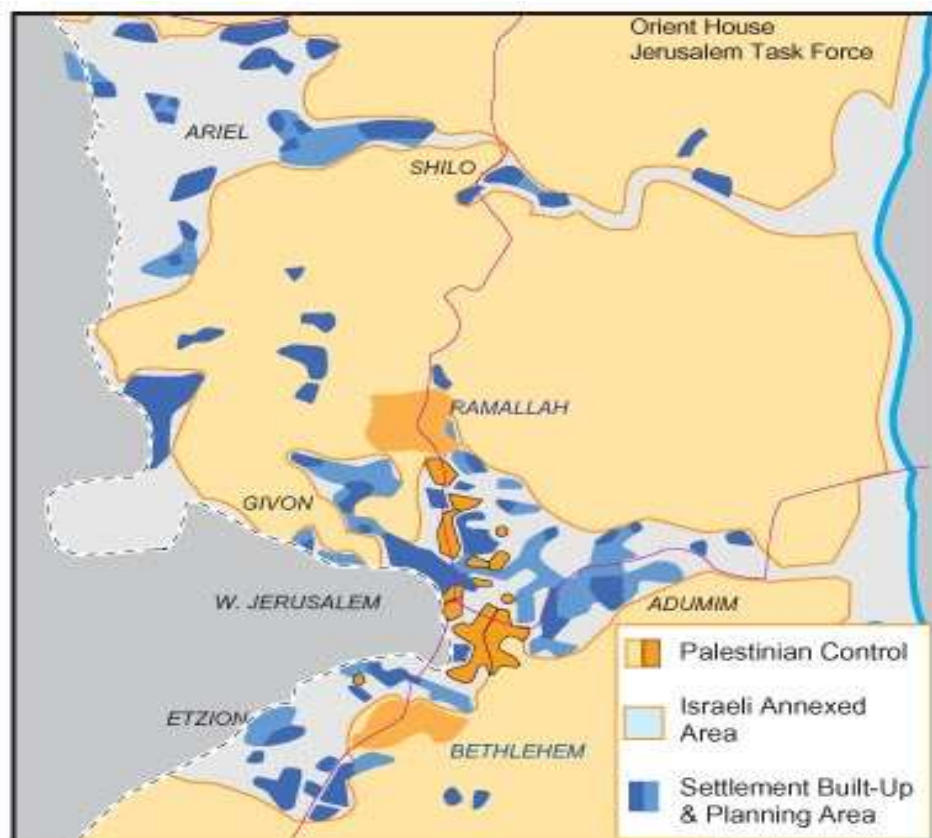 Orient House
Jerusalem Task Force
ARIEL
SHILO
RAMALLAH
GIVON
W. JERUSALEM
ADUMIM
ETZION
BETHLEHEM
Palestinian Control
Israeli Annexed
Area
Settlement Built-Up
& Planning Area